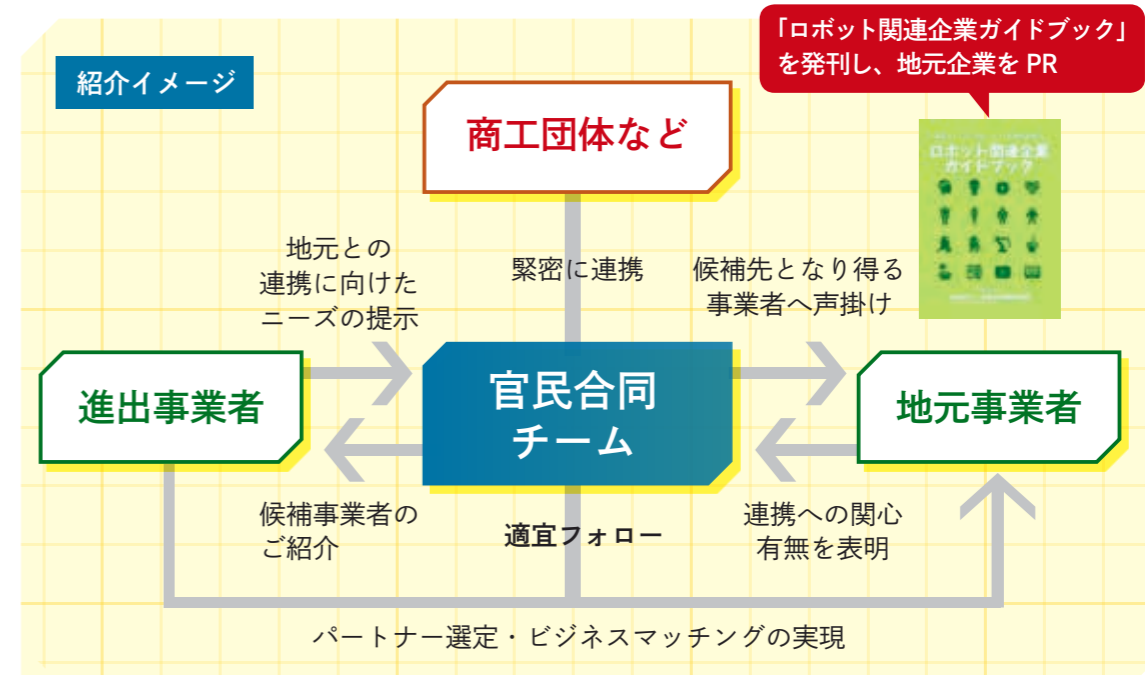 「ロボット関連企業ガイドブック」
を発刊し、地元企業を PR
紹介イメージ
商工団体など
ロボット関連企業
ガイドブック
地元との
連携に向けた
ニーズの提示
緊密に連携
候補先となり得る
事業者へ声掛け
進出事業者
官民合同
チーム
地元事業者
候補事業者の
ご紹介
適宜フォロー
連携への関心
有無を表明
パートナー選定・ビジネスマッチングの実現